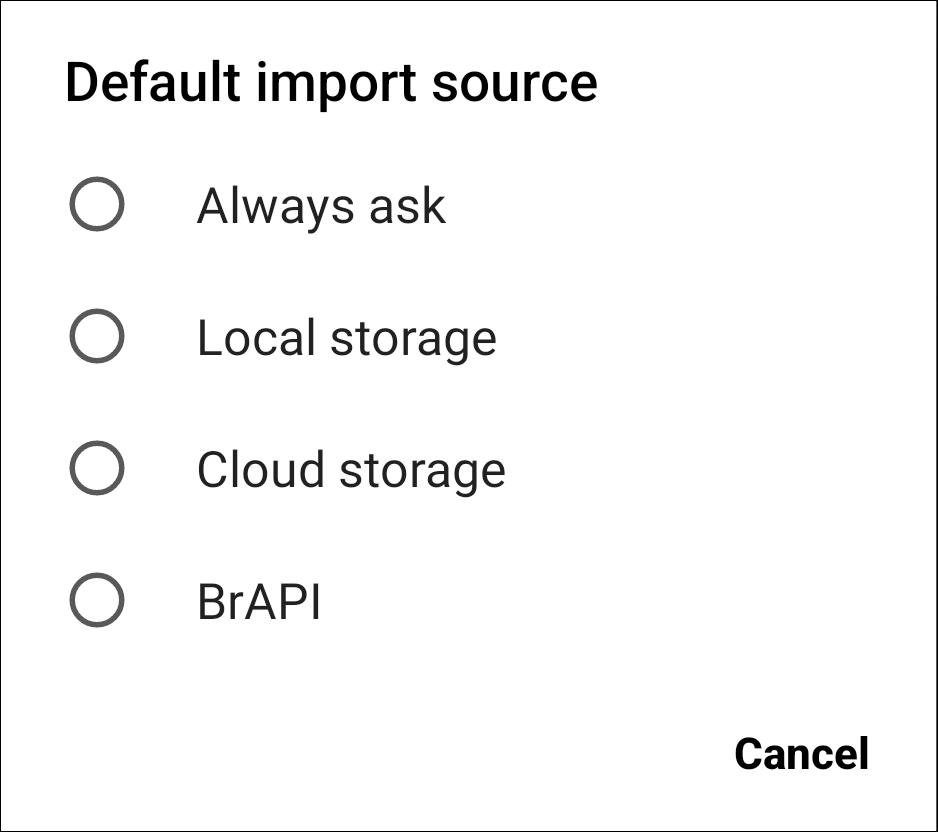 Default import source
Always ask
Local storage
Cloud storage
BrAPI
Cancel